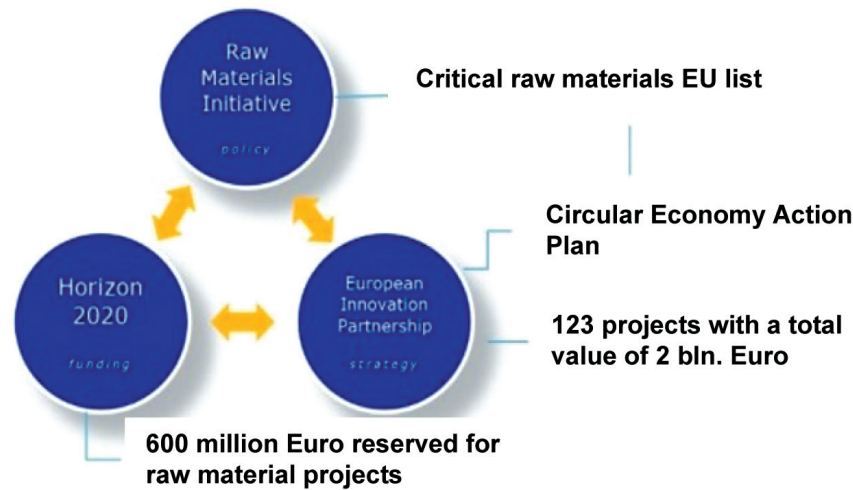 Raw
Materials
Initiative
policy
Critical raw materials EU list
Circular Economy Action
Plan
Horizon
2020
funding
European
Innovation
Partnership
strategy
123 projects with a total
value of 2 bln. Euro
600 million Euro reserved for
raw material projects